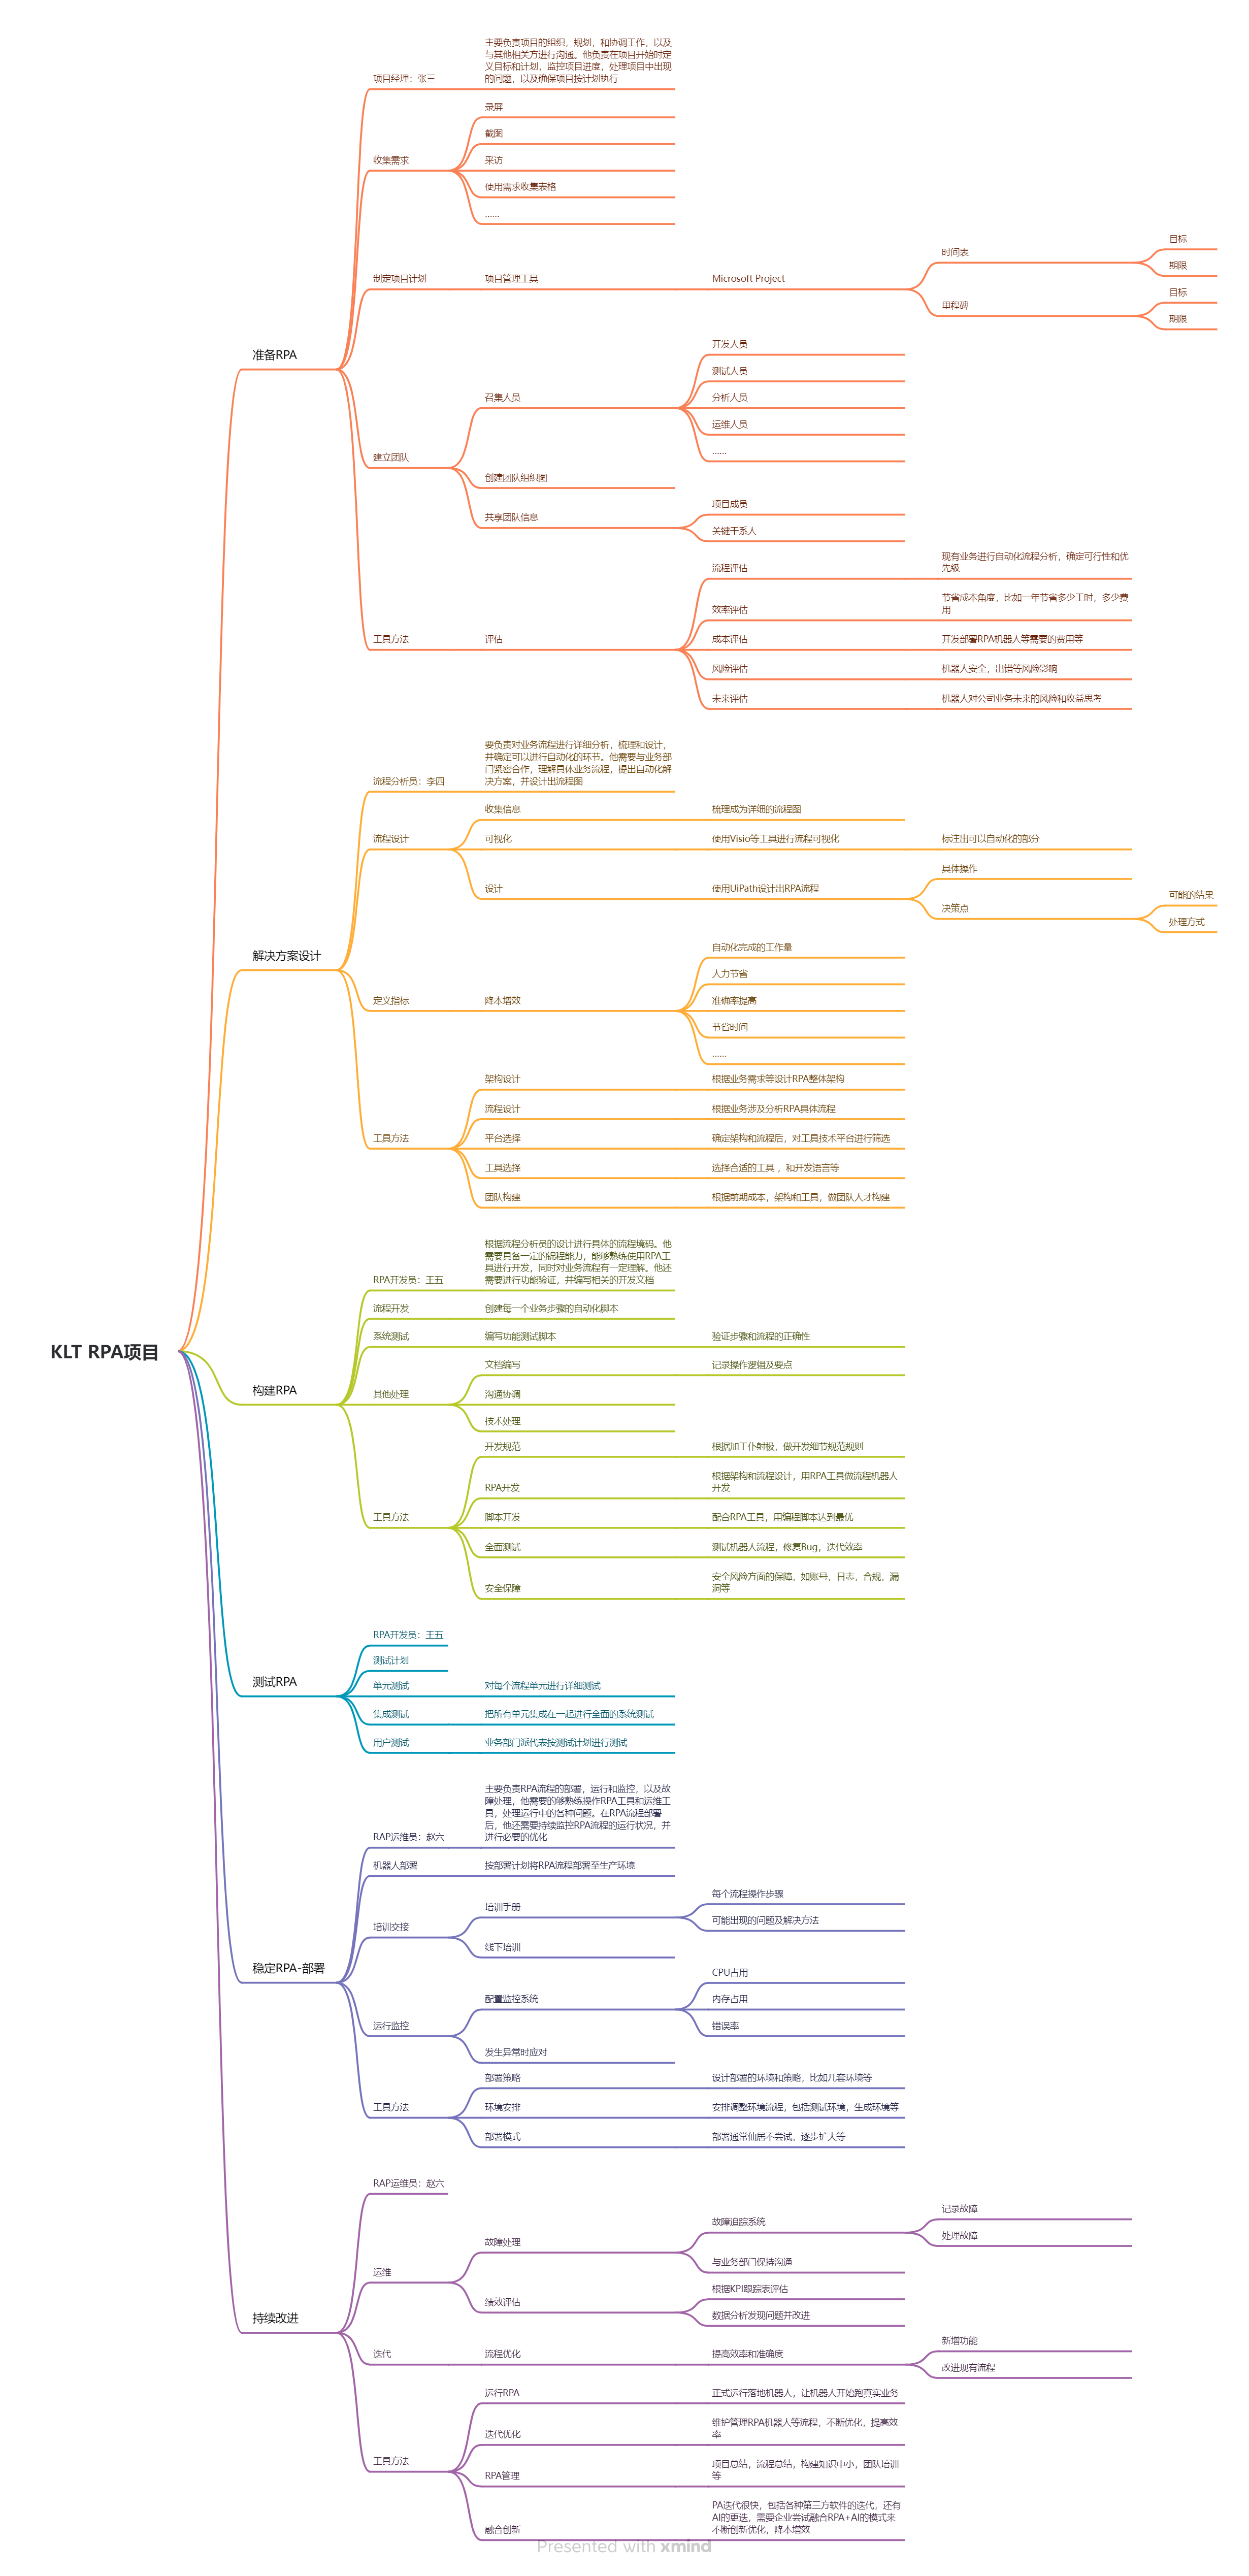 KLT RPA项目
准备RPA
项目经理：张三
主要负责项目的组织，规划，和协调工作，以及
与其他相关方进行沟通。他负责在项目开始时定
义目标和计划，监控项目进度，处理项目中出现
的问题，以及确保项目按计划执行
收集需求
录屏
截图
采访
使用需求收集表格
……
制定项目计划
项目管理工具
Microsoft Project
时间表
目标
期限
里程碑
目标
期限
建立团队
召集人员
开发人员
测试人员
分析人员
运维人员
……
创建团队组织图
共享团队信息
项目成员
关键干系人
工具方法
评估
流程评估
现有业务进行自动化流程分析，确定可行性和优
先级
效率评估
节省成本角度，比如一年节省多少工时，多少费
用
成本评估
开发部署RPA机器人等需要的费用等
风险评估
机器人安全，出错等风险影响
未来评估
机器人对公司业务未来的风险和收益思考
解决方案设计
流程分析员：李四
要负责对业务流程进行详细分析，梳理和设计，
并确定可以进行自动化的环节。他需要与业务部
门紧密合作，理解具体业务流程，提出自动化解
决方案，并设计出流程图
流程设计
收集信息
梳理成为详细的流程图
可视化
使用Visio等工具进行流程可视化
标注出可以自动化的部分
设计
使用UiPath设计出RPA流程
具体操作
决策点
可能的结果
处理方式
定义指标
降本增效
自动化完成的工作量
人力节省
准确率提高
节省时间
……
工具方法
架构设计
根据业务需求等设计RPA整体架构
流程设计
根据业务涉及分析RPA具体流程
平台选择
确定架构和流程后，对工具技术平台进行筛选
工具选择
选择合适的工具 ，和开发语言等
团队构建
根据前期成本，架构和工具，做团队人才构建
构建RPA
RPA开发员：王五
根据流程分析员的设计进行具体的流程境码。他
需要具备一定的锦程能力，能够熟练使用RPA工
具进行开发，同时对业务流程有一定理解。他还
需要进行功能验证，并编写相关的开发文档
流程开发
创建每一个业务步骤的自动化脚本
系统测试
编写功能测试脚本
验证步骤和流程的正确性
其他处理
文档编写
记录操作逻辑及要点
沟通协调
技术处理
工具方法
开发规范
根据加工仆射极，做开发细节规范规则
RPA开发
根据架构和流程设计，用RPA工具做流程机器人
开发
脚本开发
配合RPA工具，用编程脚本达到最优
全面测试
测试机器人流程，修复Bug，迭代效率
安全保障
安全风险方面的保障，如账号，日志，合规，漏
洞等
测试RPA
RPA开发员：王五
测试计划
单元测试
对每个流程单元进行详细测试
集成测试
把所有单元集成在一起进行全面的系统测试
用户测试
业务部门派代表按测试计划进行测试
稳定RPA-部署
RAP运维员：赵六
主要负责RPA流程的部署，运行和监控，以及故
障处理，他需要的够熟练操作RPA工具和运维工
具，处理运行中的各种问题。在RPA流程部署
后，他还需要持续监控RPA流程的运行状况，并
进行必要的优化
机器人部署
按部署计划将RPA流程部署至生产环境
培训交接
培训手册
每个流程操作步骤
可能出现的问题及解决方法
线下培训
运行监控
配置监控系统
CPU占用
内存占用
错误率
发生异常时应对
工具方法
部署策略
设计部署的环境和策略，比如几套环境等
环境安排
安排调整环境流程，包括测试环境，生成环境等
部署模式
部署通常仙居不尝试，逐步扩大等
持续改进
RAP运维员：赵六
运维
故障处理
故障追踪系统
记录故障
处理故障
与业务部门保持沟通
绩效评估
根据KPI跟踪表评估
数据分析发现问题并改进
迭代
流程优化
提高效率和准确度
新增功能
改进现有流程
工具方法
运行RPA
正式运行落地机器人，让机器人开始跑真实业务
迭代优化
维护管理RPA机器人等流程，不断优化，提高效
率
RPA管理
项目总结，流程总结，构建知识中小，团队培训
等
融合创新
PA迭代很快，包括各种第三方软件的迭代，还有
AI的更迭，需要企业尝试融合RPA+AI的模式来
不断创新优化，降本增效
Presented with xmind